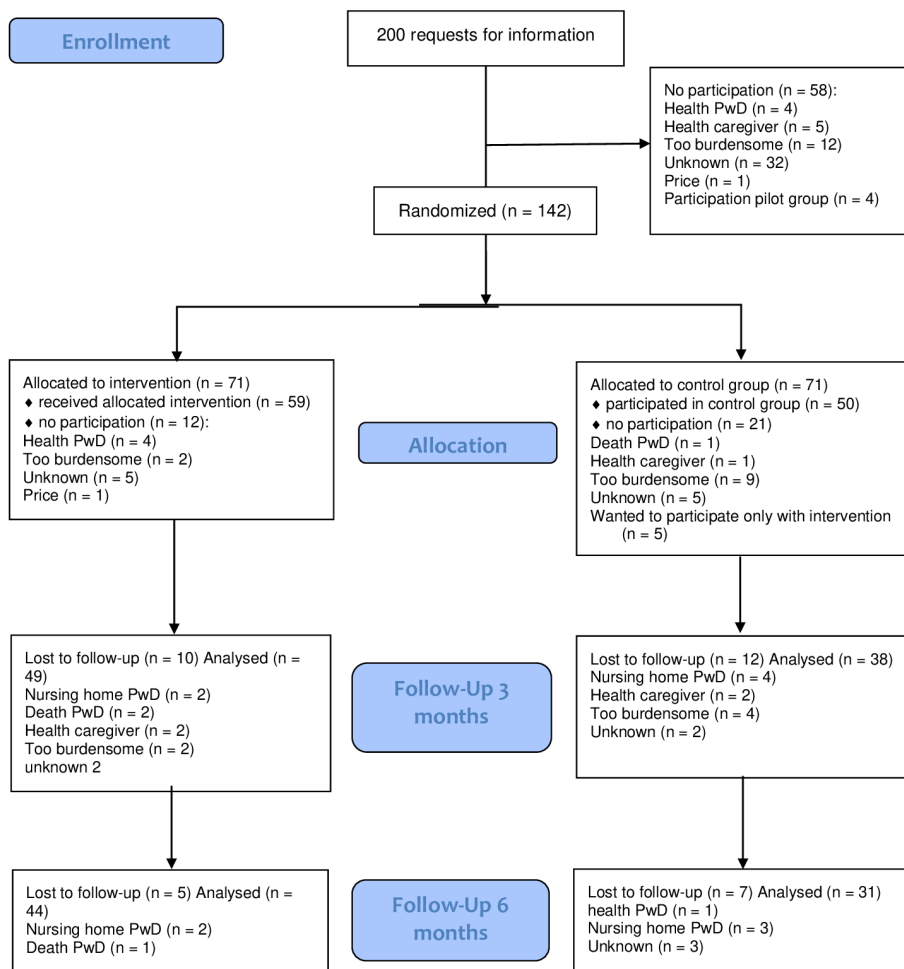 Enrollment
200 requests for information
No participation (n = 58):
Health PwD (n = 4)
Health caregiver (n = 5)
Too burdensome (n = 12)
Unknown (n = 32)
Price (n = 1)
Participation pilot group (n = 4)
Randomized (n = 142)
Allocated to intervention (n = 71)
♦ received allocated intervention (n = 59)
♦ no participation (n = 12):
Health PwD (n = 4)
Too burdensome (n = 2)
Unknown (n = 5)
Price (n = 1)
Allocation
Allocated to control group (n = 71)
♦ participated in control group (n = 50)
♦ no participation (n = 21)
Death PwD (n = 1)
Health caregiver (n = 1)
Too burdensome (n = 9)
Unknown (n = 5)
Wanted to participate only with intervention
(n = 5)
Lost to follow-up (n = 10) Analysed (n =
49)
Nursing home PwD (n = 2)
Death PwD (n = 2)
Health caregiver (n = 2)
Too burdensome (n = 2)
unknown 2
Follow-Up 3
months
Lost to follow-up (n = 12) Analysed (n = 38)
Nursing home PwD (n = 4)
Health caregiver (n = 2)
Too burdensome (n = 4)
Unknown (n = 2)
Lost to follow-up (n = 5) Analysed (n =
44)
Nursing home PwD (n = 2)
Death PwD (n = 1)
Follow-Up 6
months
Lost to follow-up (n = 7) Analysed (n = 31)
health PwD (n = 1)
Nursing home PwD (n = 3)
Unknown (n = 3)